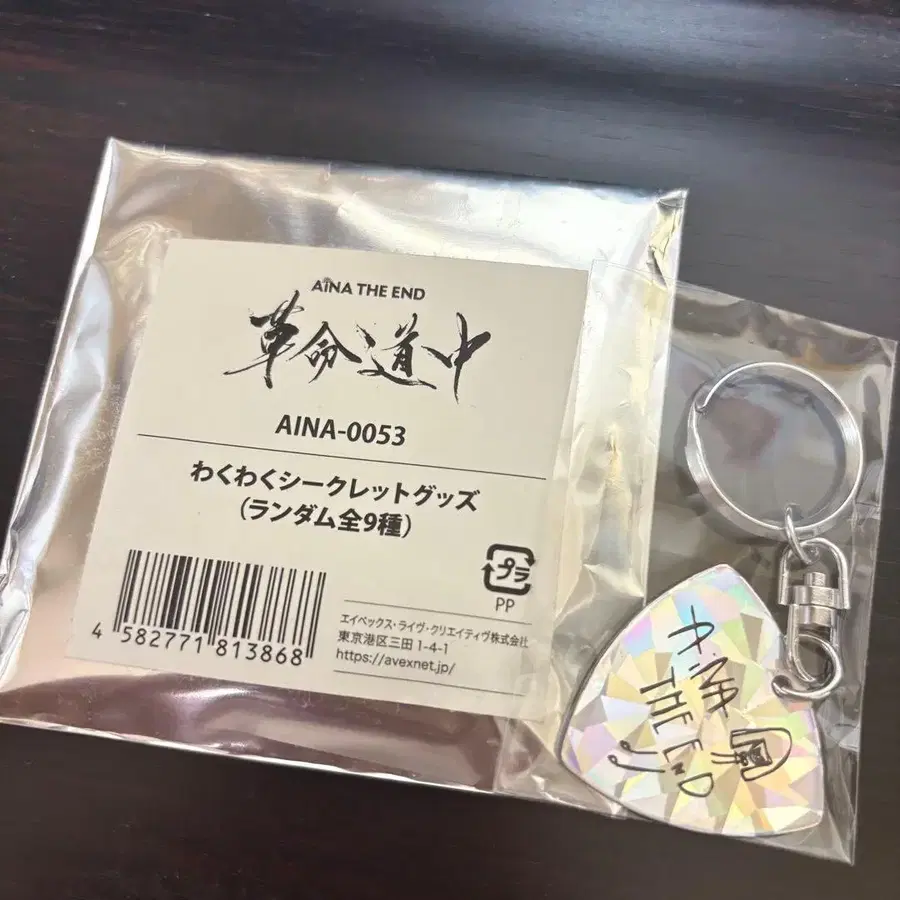 AiNA THE END
革命道中
AINA-0053
わくわくシークレットグッズ
(ランダム全9種)
プラ
PP
4 582771 813868
エイベックス・ライヴ・クリエイティヴ株式会社
東京港区三田1-4-1
https://avexnet.jp/
AiNA
THE END